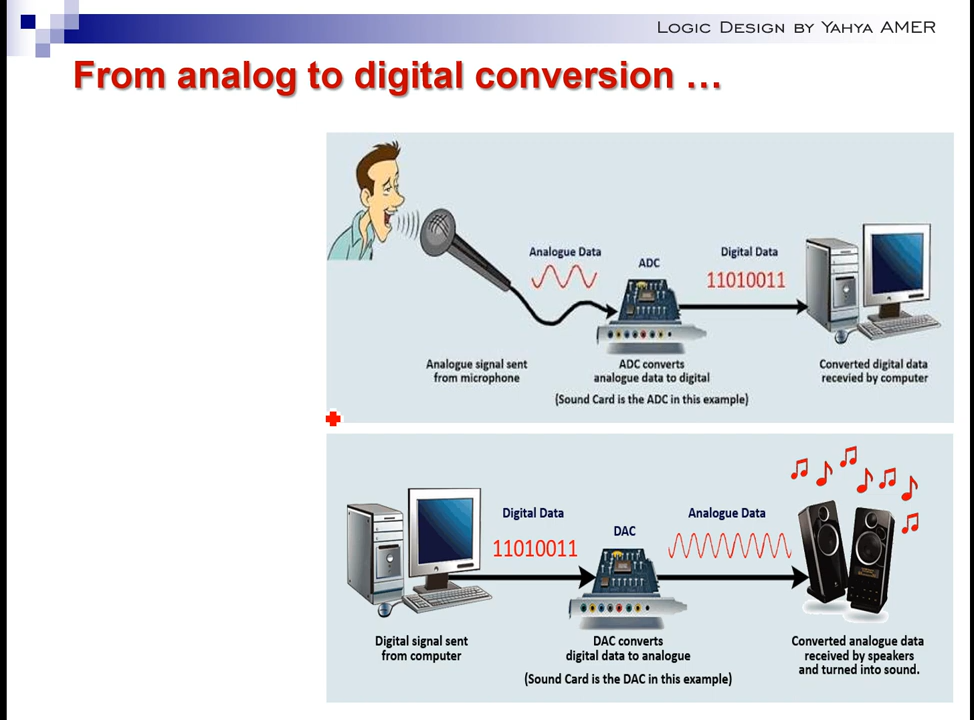 Logic Design by Yahya AMER
From analog to digital conversion ...
Analogue Data
ADC
Digital Data
11010011
Analogue signal sent
from microphone
ADC converts
analogue data to digital
(Sound Card is the ADC in this example)
Converted digital data
recevied by computer
Digital Data
11010011
DAC
Analogue Data
Digital signal sent
from computer
DAC converts
digital data to analogue
(Sound Card is the DAC in this example)
Converted analogue data
received by speakers
and turned into sound.